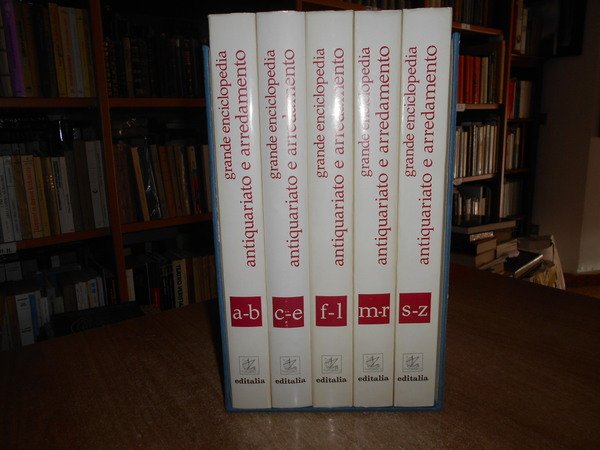 grande enciclopedia
antiquariato e arredamento
a-b
editalia
grande enciclopedia
antiquariato e arredamento
c-e
editalia
grande enciclopedia
antiquariato e arredamento
f-l
editalia
grande enciclopedia
antiquariato e arredamento
m-r
editalia
grande enciclopedia
antiquariato e arredamento
s-z
editalia